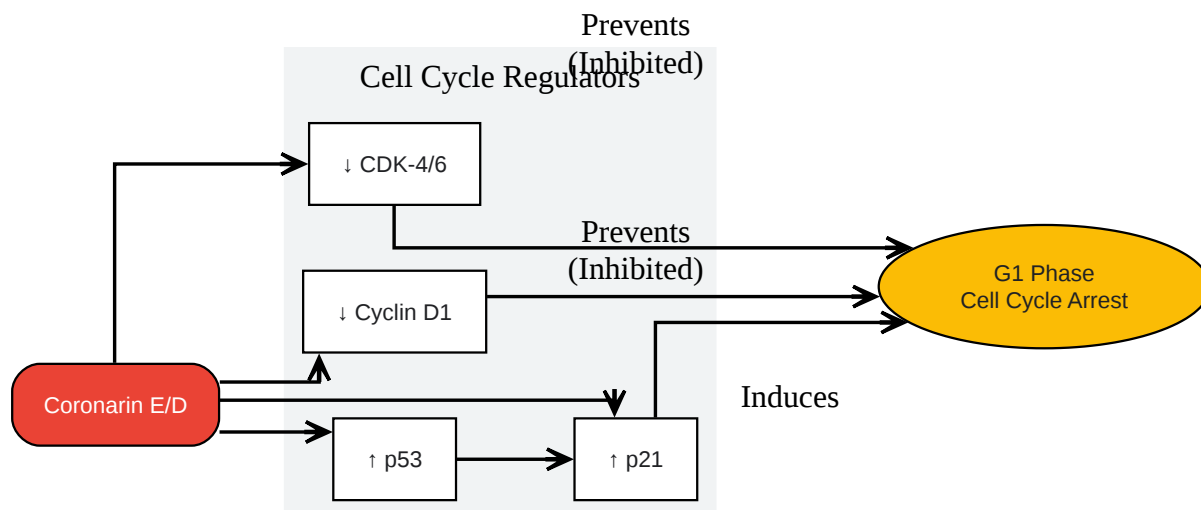 Prevents
(Inhibited)
Cell Cycle Regulators
↓ CDK-4/6
Prevents
(Inhibited)
G1 Phase
Cell Cycle Arrest
↓ Cyclin D1
Induces
Coronarin E/D
↑ p53
↑ p21